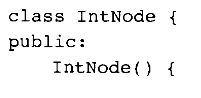 class IntNode {
public:
    IntNode() {